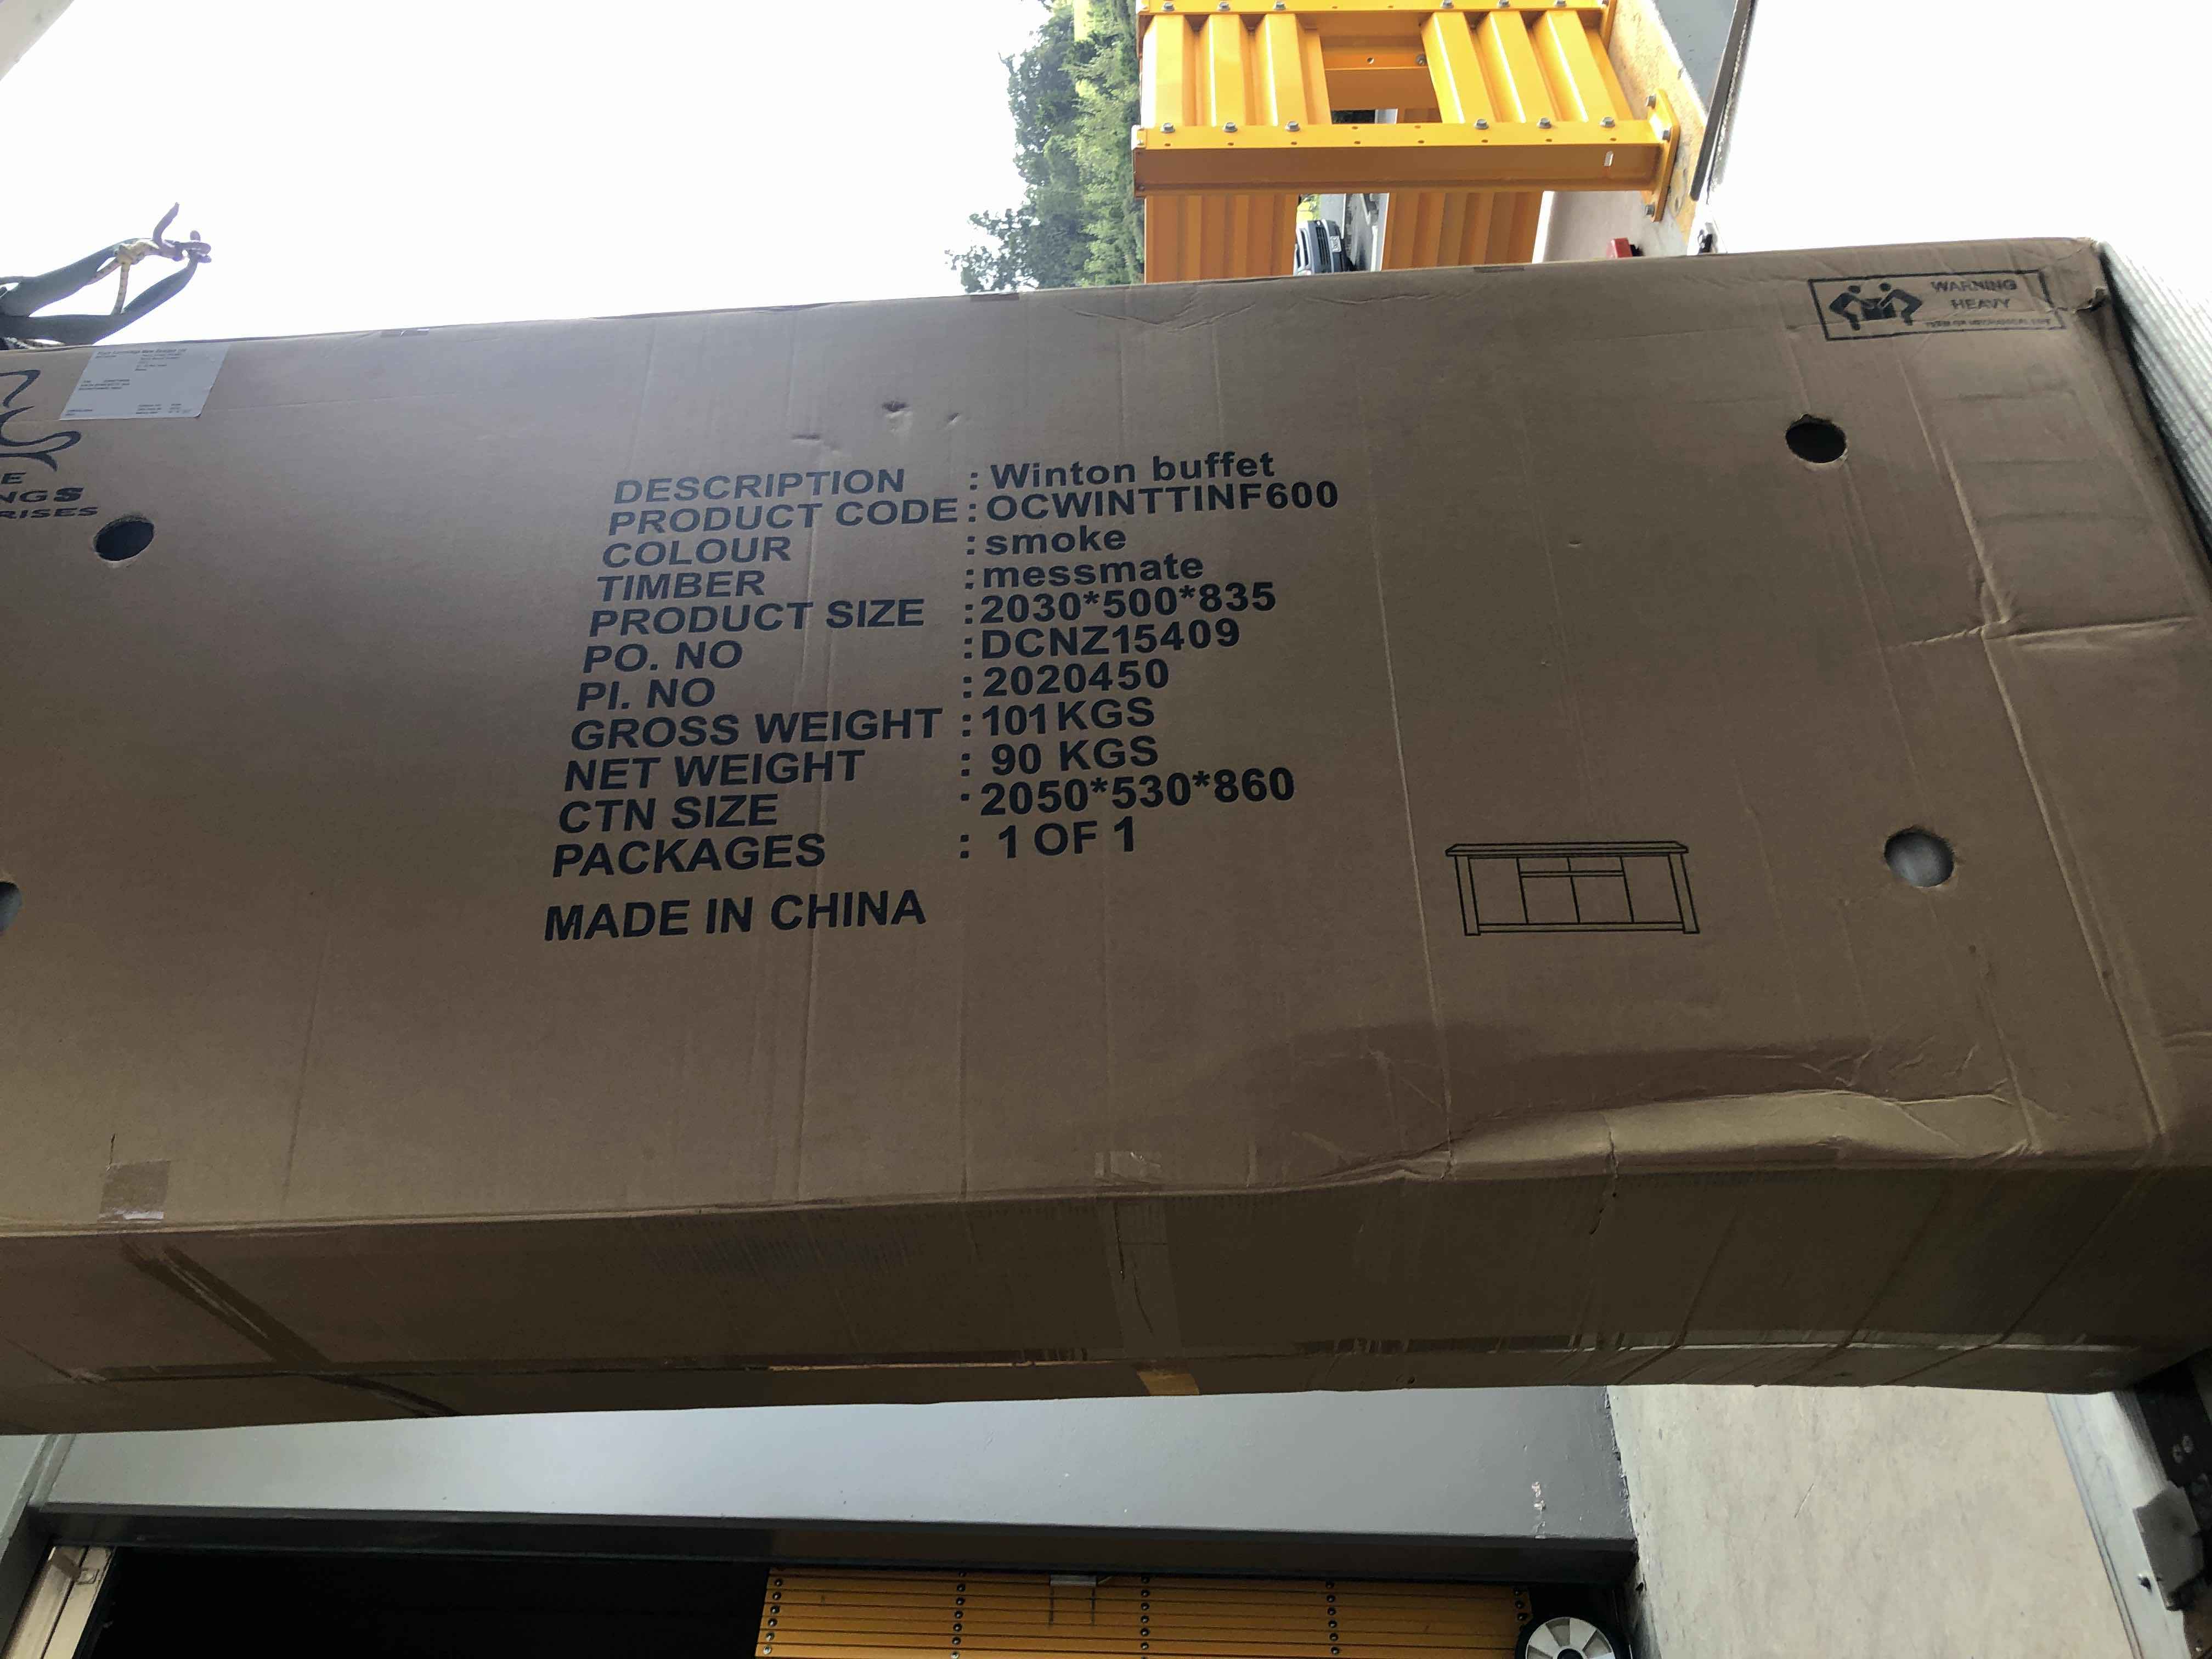 WARNING
HEAVY
E
NGS
RISES
DESCRIPTION : Winton buffet
PRODUCT CODE : OCWINTTINF600
COLOUR : smoke
TIMBER : messmate
PRODUCT SIZE : 2030*500*835
PO. NO : DCNZ15409
PI. NO : 2020450
GROSS WEIGHT : 101KGS
NET WEIGHT : 90 KGS
CTN SIZE : 2050*530*860
PACKAGES : 1 OF 1
MADE IN CHINA